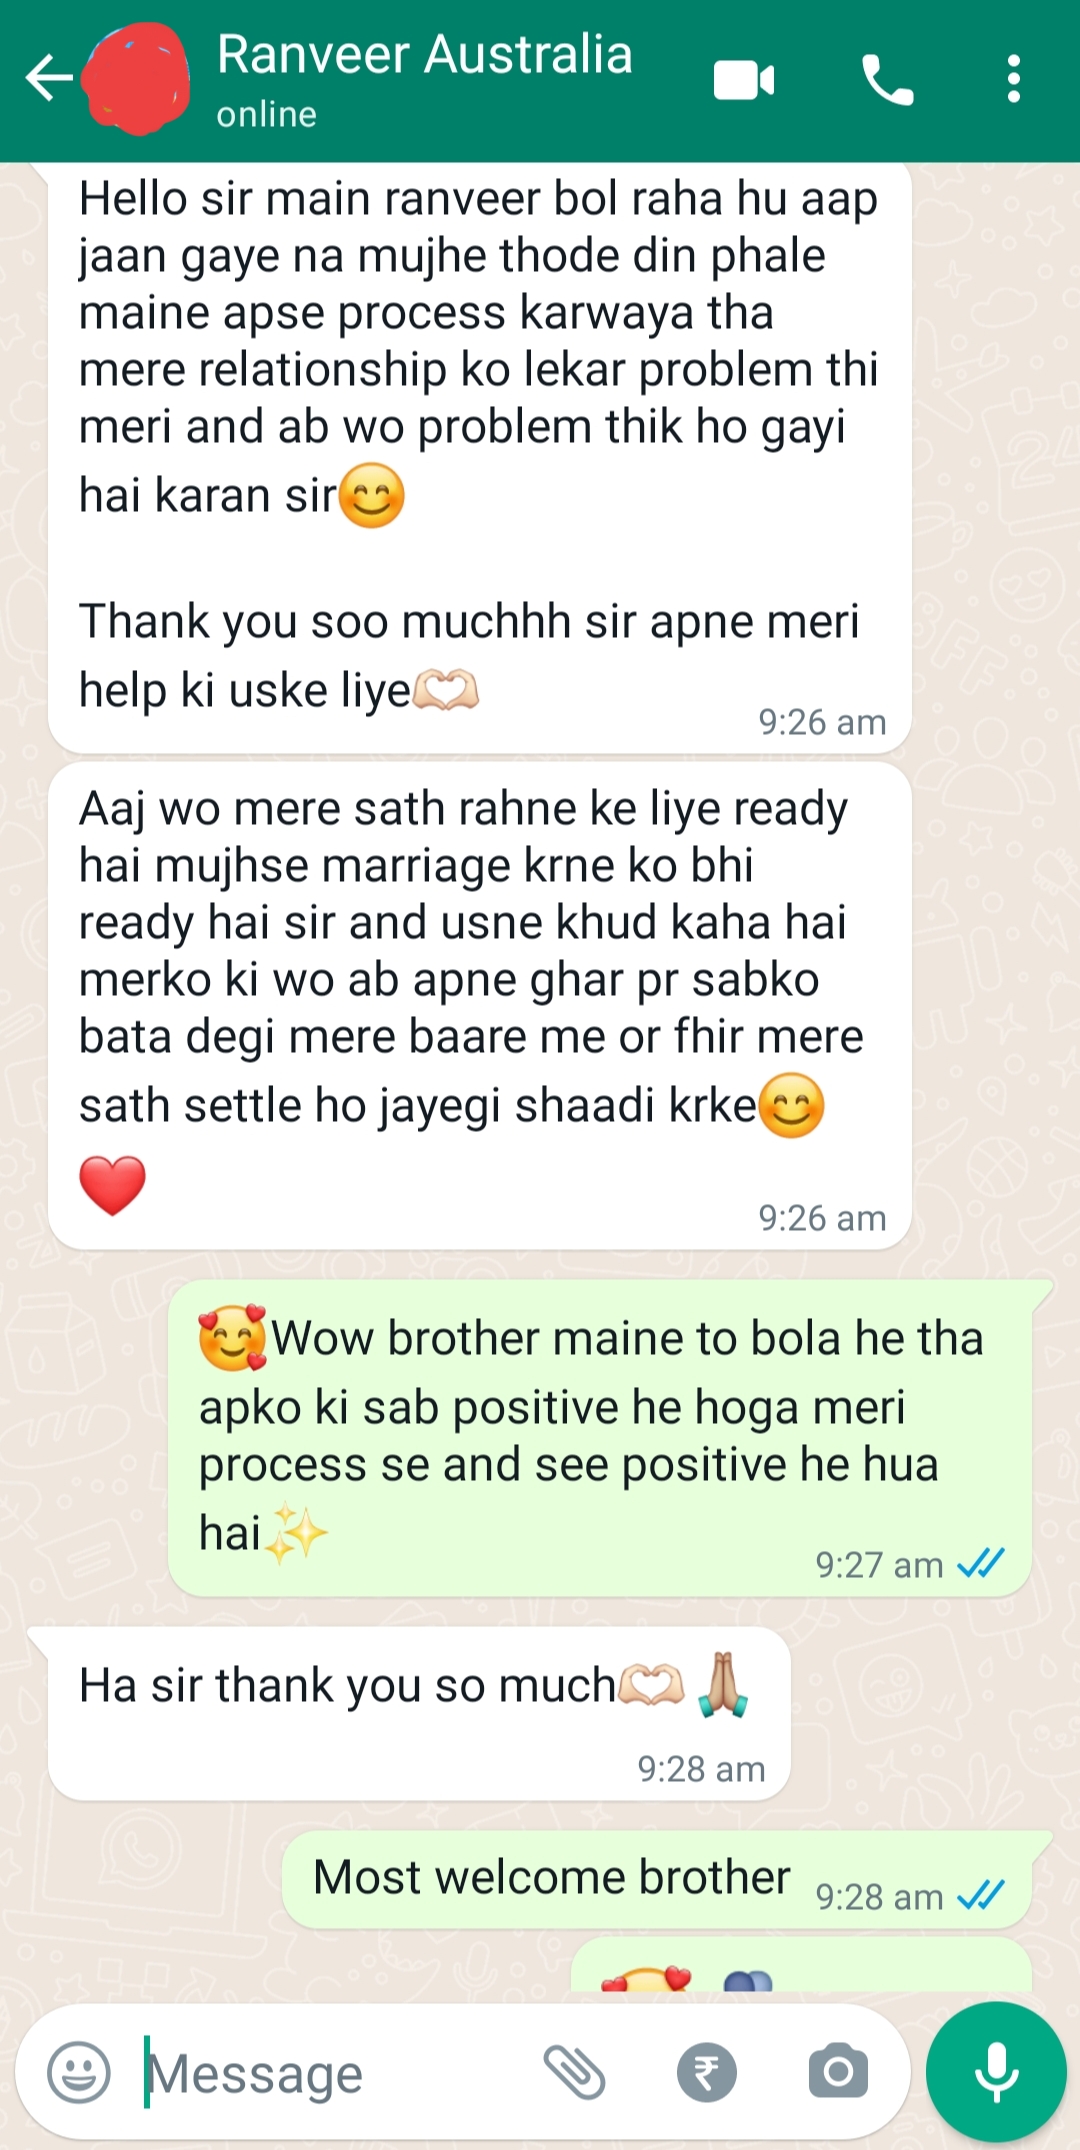 Ranveer Australia
online
Hello sir main ranveer bol raha hu aap
jaan gaye na mujhe thode din phale
maine apse process karwaya tha
mere relationship ko lekar problem thi
meri and ab wo problem thik ho gayi
hai karan sir😊
Thank you soo muchhh sir apne meri
help ki uske liye🫶🏻
9:26 am
Aaj wo mere sath rahne ke liye ready
hai mujhse marriage krne ko bhi
ready hai sir and usne khud kaha hai
merko ki wo ab apne ghar pr sabko
bata degi mere baare me or fhir mere
sath settle ho jayegi shaadi krke😊
❤️
9:26 am
🥰Wow brother maine to bola he tha
apko ki sab positive he hoga meri
process se and see positive he hua
hai✨
9:27 am
Ha sir thank you so much🫶🏻🙏🏼
9:28 am
Most welcome brother 9:28 am
Message